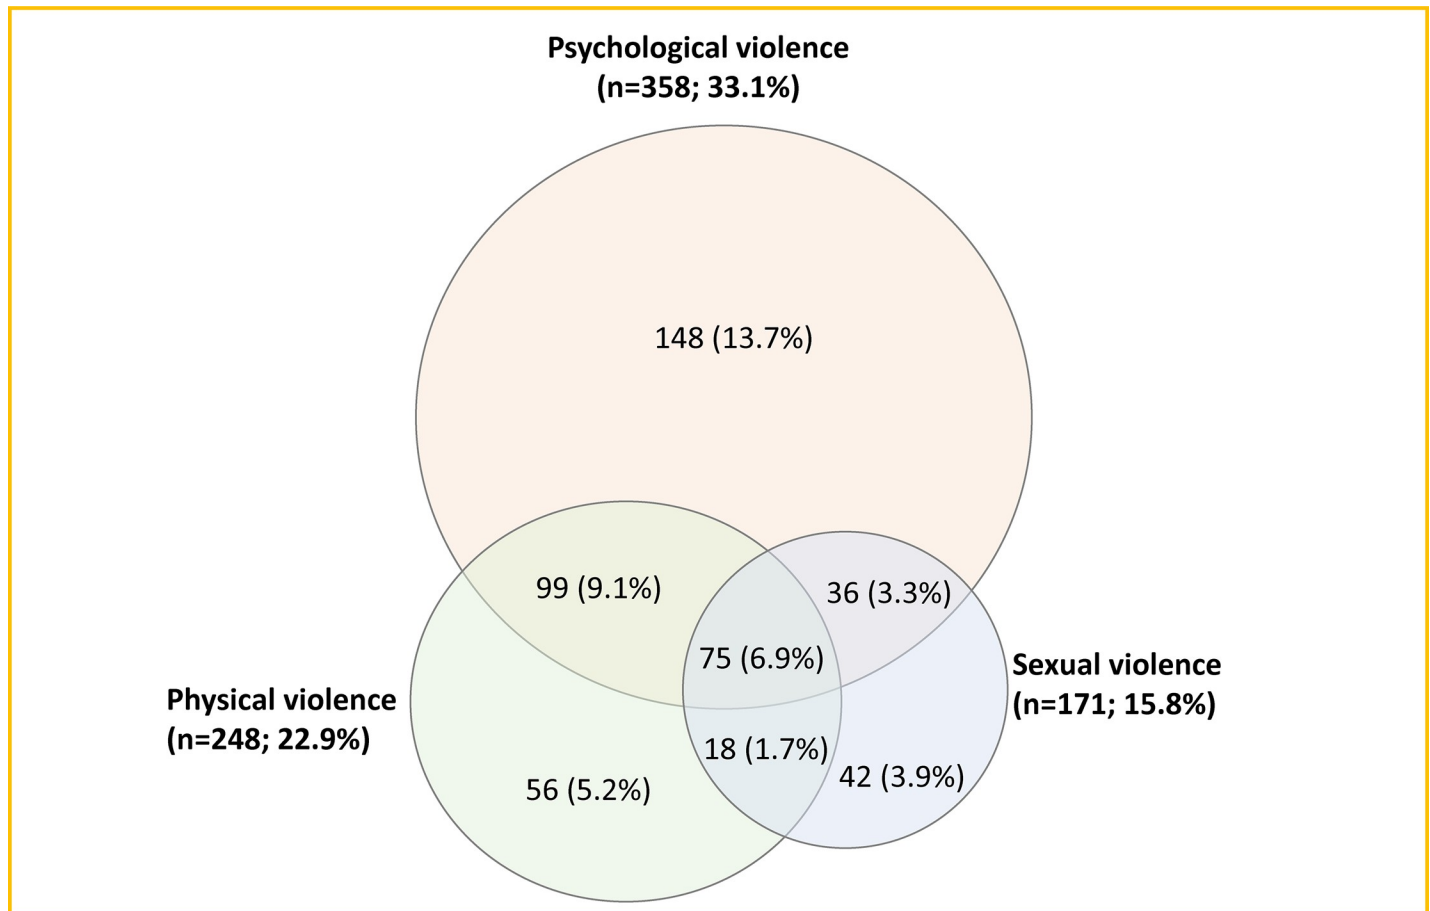 Psychological violence
(n=358; 33.1%)
148 (13.7%)
99 (9.1%)
36 (3.3%)
75 (6.9%)
Sexual violence
(n=171; 15.8%)
Physical violence
(n=248; 22.9%)
18 (1.7%)
42 (3.9%)
56 (5.2%)